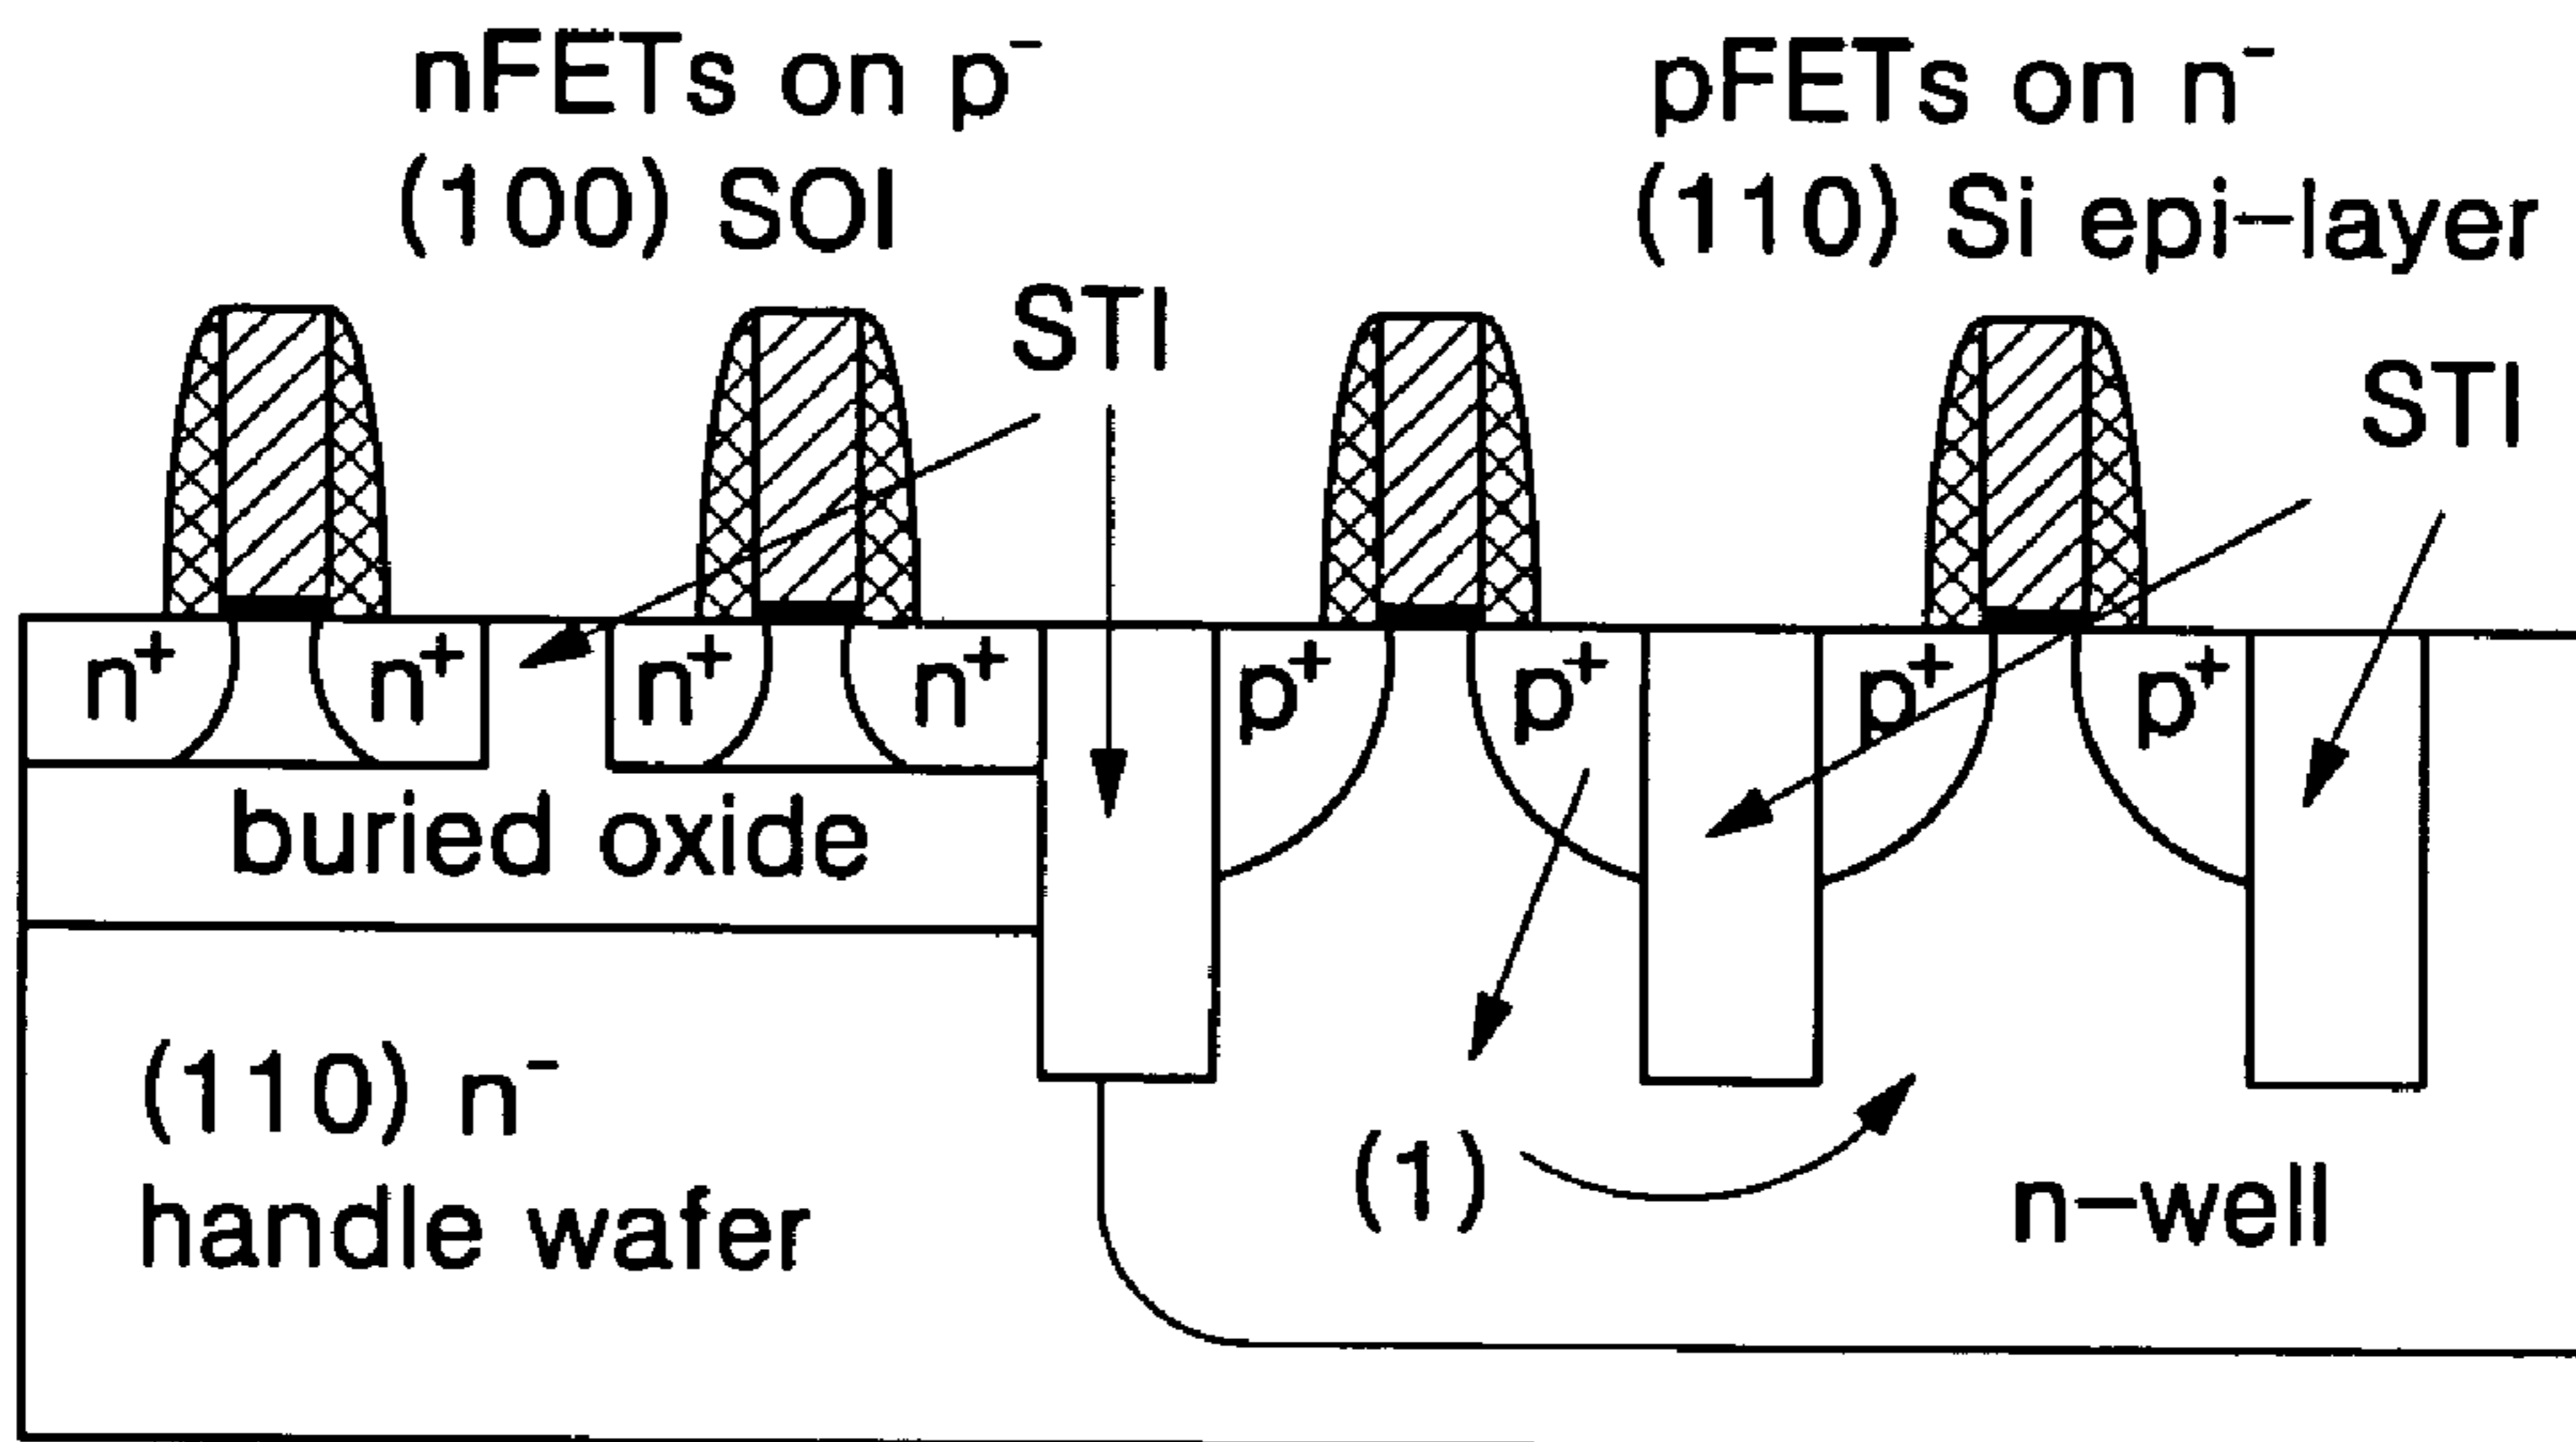 nFETs on p⁻
(100) SOI
pFETs on n⁻
(110) Si epi-layer
STI
STI
n⁺
n⁺
n⁺
n⁺
p⁺
p⁺
p⁺
p⁺
buried oxide
(110) n⁻
handle wafer
(1)
n-well